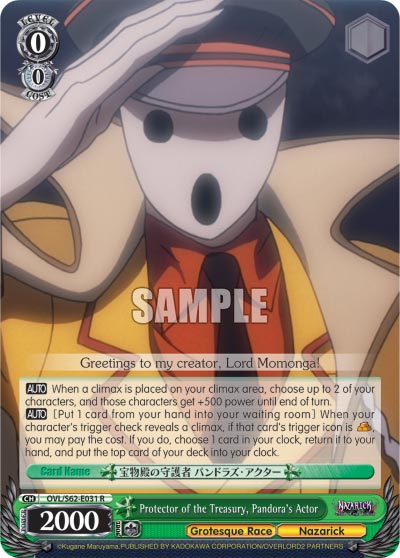 LEVEL
0
0
COST
SAMPLE
Greetings to my creator, Lord Momonga!
AUTO When a climax is placed on your climax area, choose up to 2 of your
characters, and those characters get +500 power until end of turn.
AUTO [Put 1 card from your hand into your waiting room] When your
character's trigger check reveals a climax, if that card's trigger icon is
you may pay the cost. If you do, choose 1 card in your clock, return it to your
hand, and put the top card of your deck into your clock.
Card Name 宝物殿の守護者 パンドラズ・アクター
CH OVL/S62-E031 R
Protector of the Treasury, Pandora's Actor
NAZARICK
POWER 2000
Grotesque Race Nazarick
©Kugane Maruyama,PUBLISHED BY KADOKAWA CORPORATION/OVERLORD2 PARTNERS